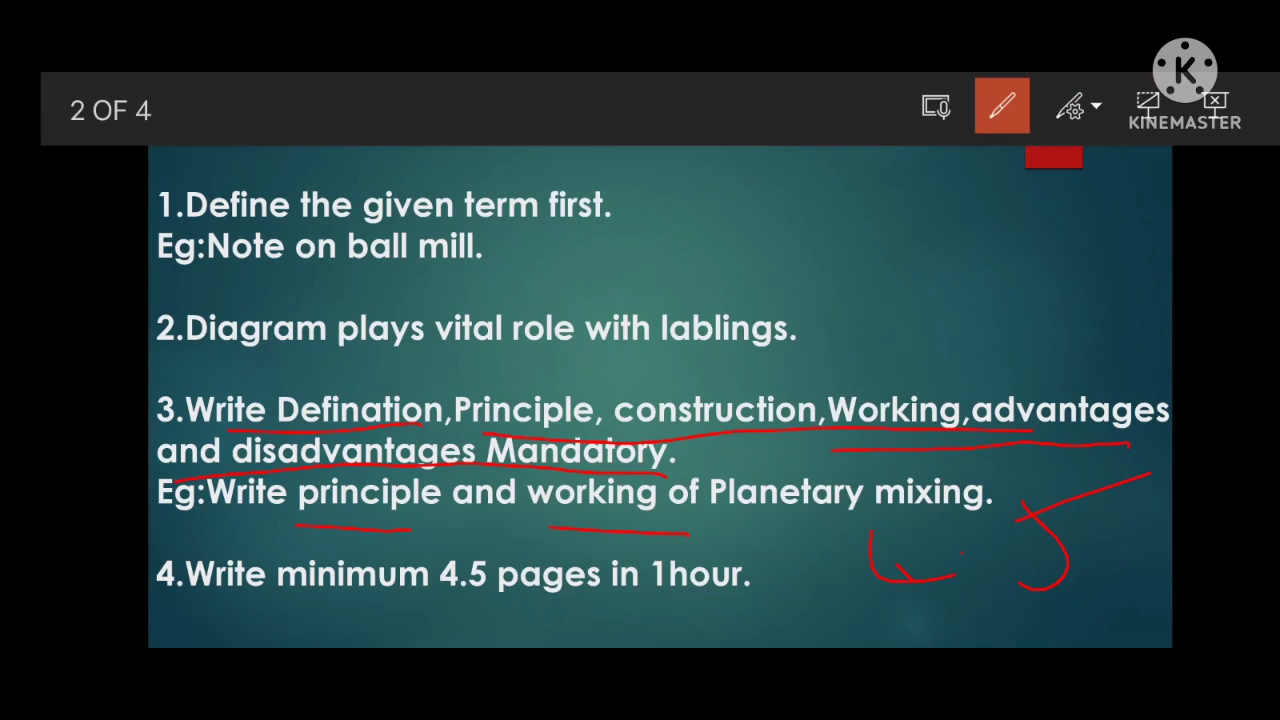 2 OF 4
K
KINEMASTER
1.Define the given term first.
Eg:Note on ball mill.
2.Diagram plays vital role with lablings.
3.Write Defination,Principle, construction,Working,advantages
and disadvantages Mandatory.
Eg:Write principle and working of Planetary mixing.
4.Write minimum 4.5 pages in 1hour.